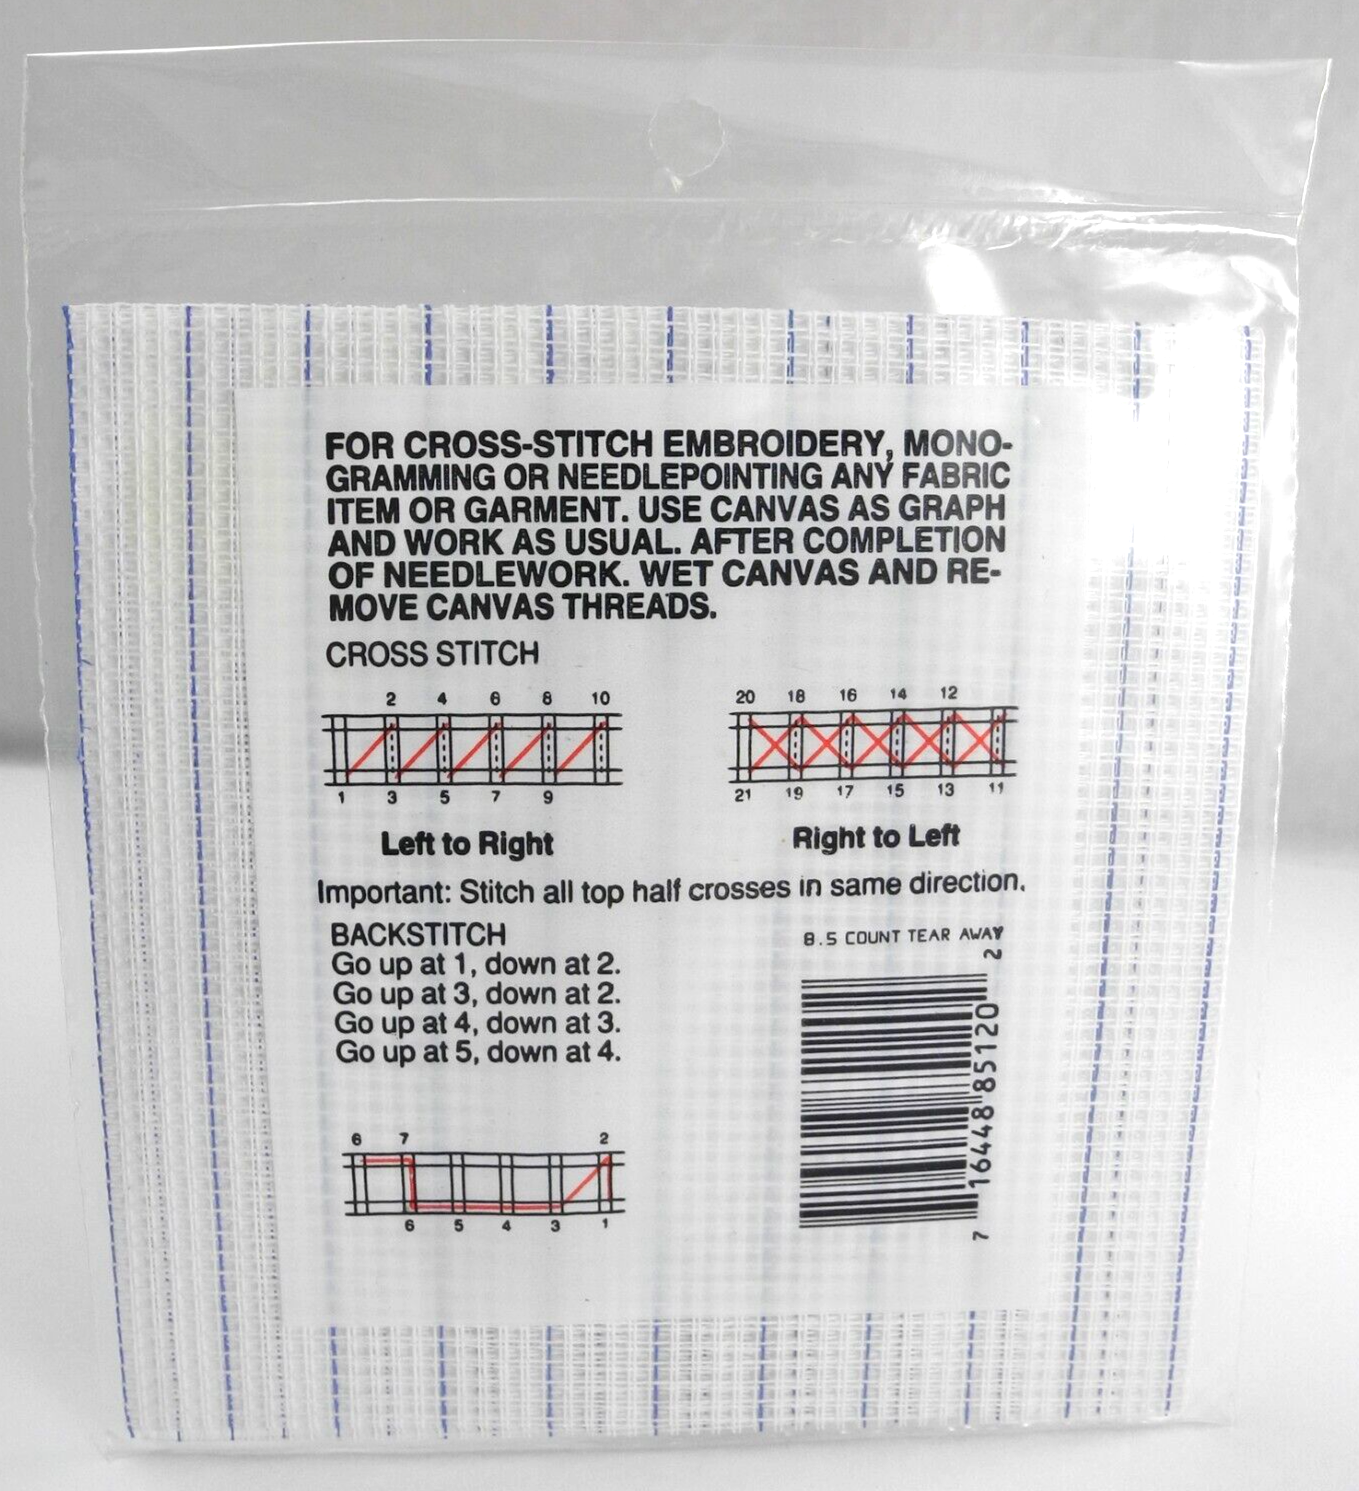 FOR CROSS-STITCH EMBROIDERY, MONO-
GRAMMING OR NEEDLEPOINTING ANY FABRIC
ITEM OR GARMENT. USE CANVAS AS GRAPH
AND WORK AS USUAL. AFTER COMPLETION
OF NEEDLEWORK. WET CANVAS AND RE-
MOVE CANVAS THREADS.
CROSS STITCH
2 4 6 8 10
1 3 5 7 9
Left to Right
20 18 16 14 12
21 19 17 15 13 11
Right to Left
Important: Stitch all top half crosses in same direction.
BACKSTITCH
Go up at 1, down at 2.
Go up at 3, down at 2.
Go up at 4, down at 3.
Go up at 5, down at 4.
6 7 2
6 5 4 3 1
8.5 COUNT TEAR AWAY
7 16448 85120 2